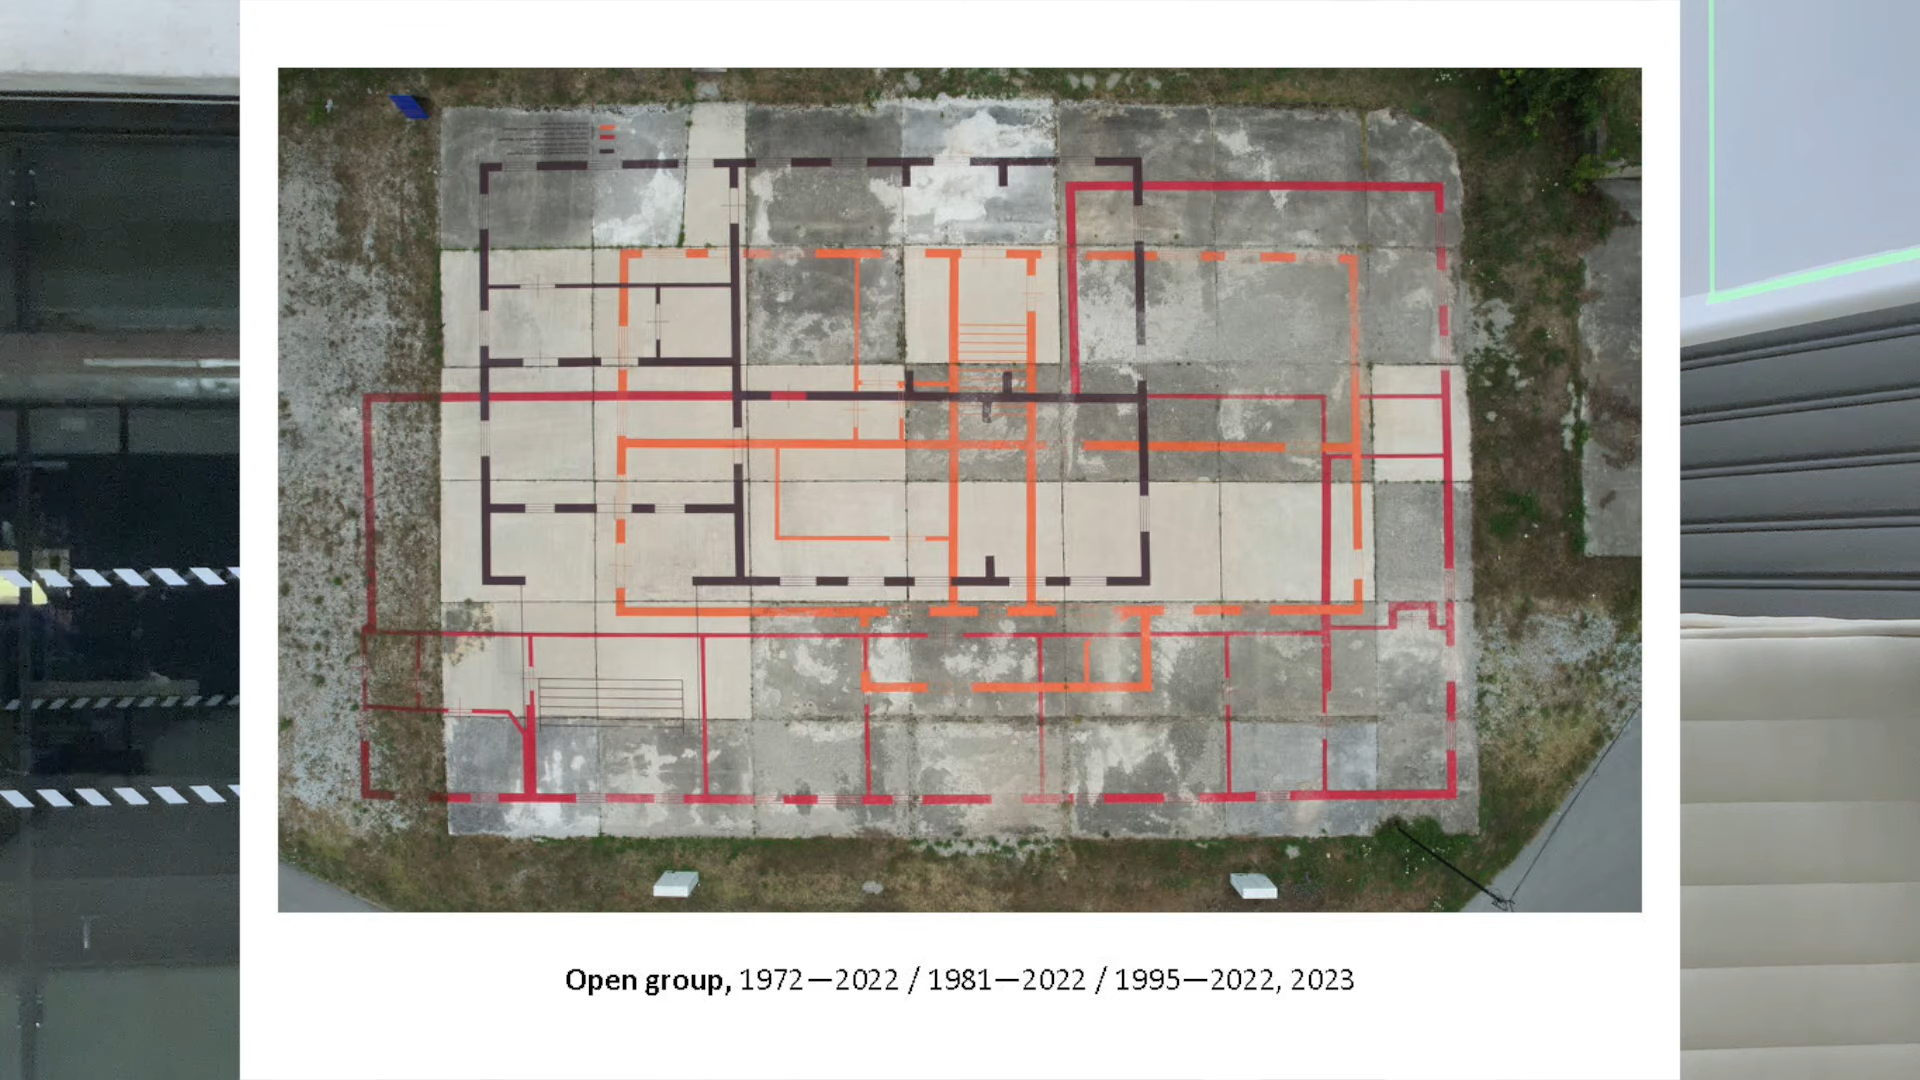 Open group, 1972—2022 / 1981—2022 / 1995—2022, 2023